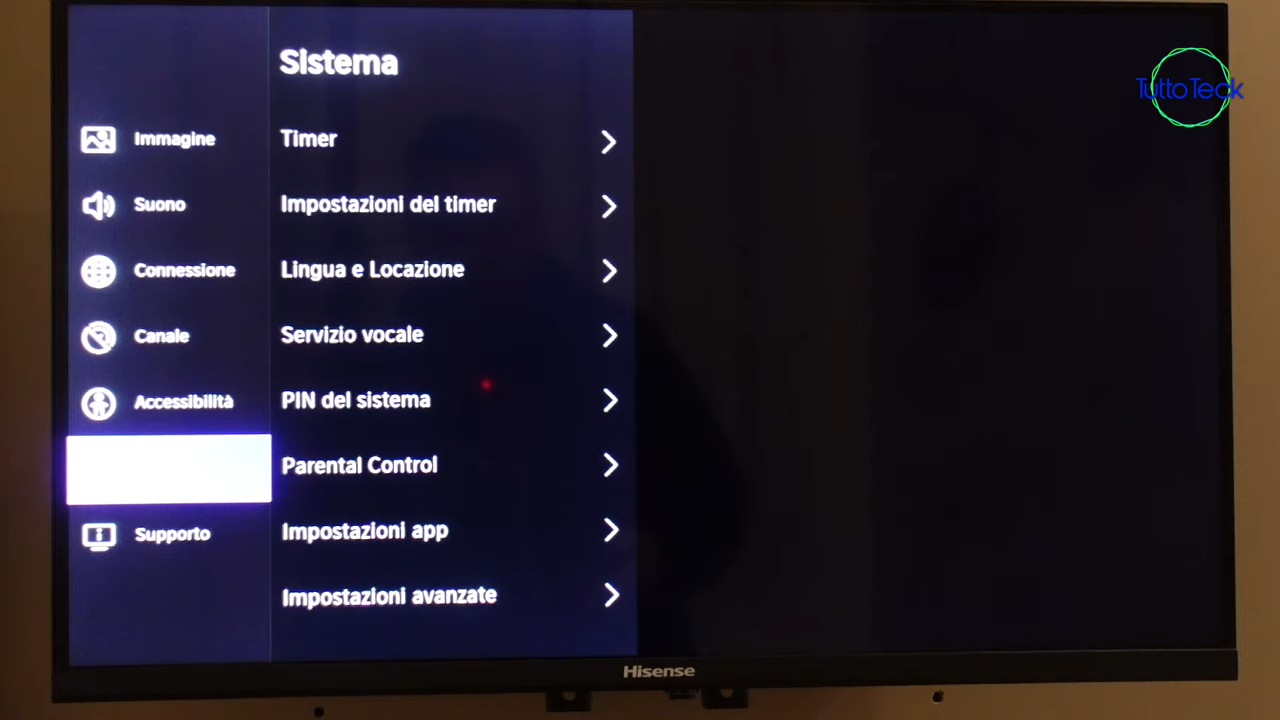 Sistema
Immagine
Suono
Connessione
Canale
Accessibilità
Supporto
Timer
Impostazioni del timer
Lingua e Locazione
Servizio vocale
PIN del sistema
Parental Control
Impostazioni app
Impostazioni avanzate
TuttoTeck
Hisense